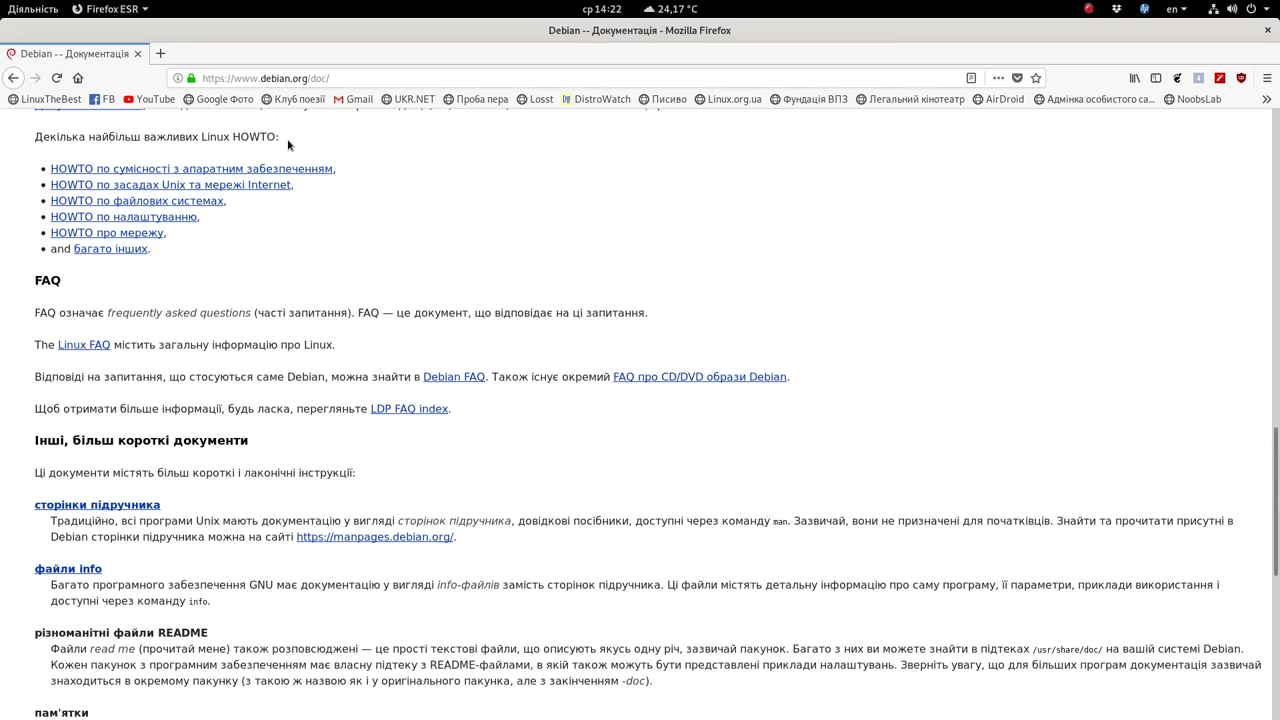 Діяльність Firefox ESR ср 14:22 24,17 °C en
Debian -- Документація - Mozilla Firefox
Debian -- Документація
https://www.debian.org/doc/
LinuxTheBest FB YouTube Google Фото Клуб поезії Gmail UKR.NET Проба пера Losst DistroWatch Писиво Linux.org.ua Фундація ВПЗ Легальний кінотеатр AirDroid Адмінка особистого са... NoobsLab
Декілька найбільш важливих Linux HOWTO:
• HOWTO по сумісності з апаратним забезпеченням,
• HOWTO по засадах Unix та мережі Internet,
• HOWTO по файлових системах,
• HOWTO по налаштуванню,
• HOWTO про мережу,
• and багато інших.
FAQ
FAQ означає frequently asked questions (часті запитання). FAQ — це документ, що відповідає на ці запитання.
The Linux FAQ містить загальну інформацію про Linux.
Відповіді на запитання, що стосуються саме Debian, можна знайти в Debian FAQ. Також існує окремий FAQ про CD/DVD образи Debian.
Щоб отримати більше інформації, будь ласка, перегляньте LDP FAQ index.
Інші, більш короткі документи
Ці документи містять більш короткі і лаконічні інструкції:
сторінки підручника
Традиційно, всі програми Unix мають документацію у вигляді сторінок підручника, довідкові посібники, доступні через команду man. Зазвичай, вони не призначені для початківців. Знайти та прочитати присутні в
Debian сторінки підручника можна на сайті https://manpages.debian.org/.
файли info
Багато програмного забезпечення GNU має документацію у вигляді info-файлів замість сторінок підручника. Ці файли містять детальну інформацію про саму програму, її параметри, приклади використання і
доступні через команду info.
різноманітні файли README
Файли read me (прочитай мене) також розповсюджені — це прості текстові файли, що описують якусь одну річ, зазвичай пакунок. Багато з них ви можете знайти в підтеках /usr/share/doc/ на вашій системі Debian.
Кожен пакунок з програмним забезпеченням має власну підтеку з README-файлами, в якій також можуть бути представлені приклади налаштувань. Зверніть увагу, що для більших програм документація зазвичай
знаходиться в окремому пакунку (з такою ж назвою як і у оригінального пакунка, але з закінченням -doc).
пам'ятки